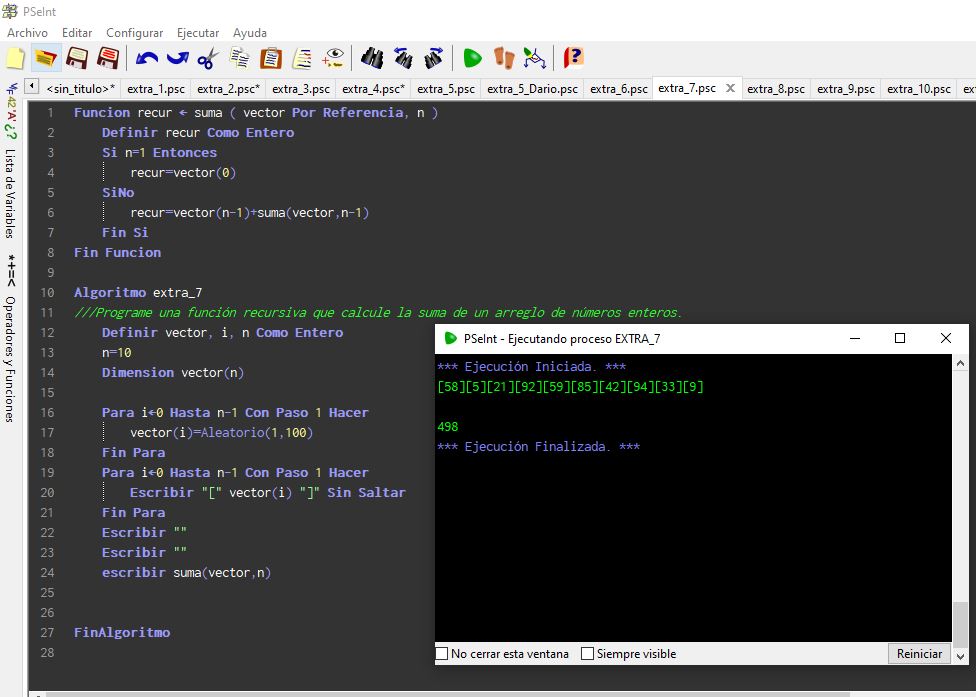 PSeInt
Archivo Editar Configurar Ejecutar Ayuda
<sin_titulo>* extra_1.psc extra_2.psc* extra_3.psc extra_4.psc* extra_5.psc extra_5_Dario.psc extra_6.psc extra_7.psc extra_8.psc extra_9.psc extra_10.psc ex
42 'A' ¿? Lista de Variables
*+=< Operadores y Funciones
1 Funcion recur ← suma ( vector Por Referencia, n )
2 Definir recur Como Entero
3 Si n=1 Entonces
4 recur=vector(0)
5 SiNo
6 recur=vector(n-1)+suma(vector,n-1)
7 Fin Si
8 Fin Funcion
9
10 Algoritmo extra_7
11 ///Programe una función recursiva que calcule la suma de un arreglo de números enteros.
12 Definir vector, i, n Como Entero
13 n=10
14 Dimension vector(n)
15
16 Para i←0 Hasta n-1 Con Paso 1 Hacer
17 vector(i)=Aleatorio(1,100)
18 Fin Para
19 Para i←0 Hasta n-1 Con Paso 1 Hacer
20 Escribir "[" vector(i) "]" Sin Saltar
21 Fin Para
22 Escribir ""
23 Escribir ""
24 escribir suma(vector,n)
25
26
27 FinAlgoritmo
28
PSeInt - Ejecutando proceso EXTRA_7
*** Ejecución Iniciada. ***
[58][5][21][92][59][85][42][94][33][9]
498
*** Ejecución Finalizada. ***
No cerrar esta ventana Siempre visible Reiniciar